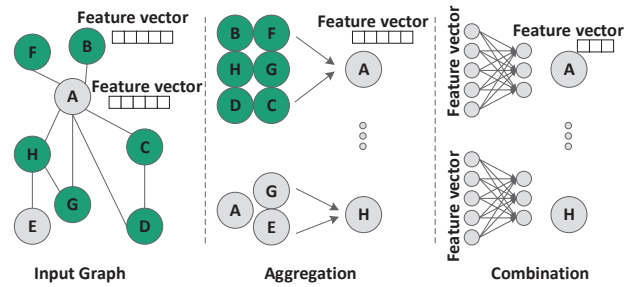 Feature vector
F
B
A
Feature vector
H
C
G
E
D
Input Graph
Feature vector
B F
H G
D C
A
G
A
E
H
Aggregation
Feature vector
Feature vector
A
Feature vector
H
Combination